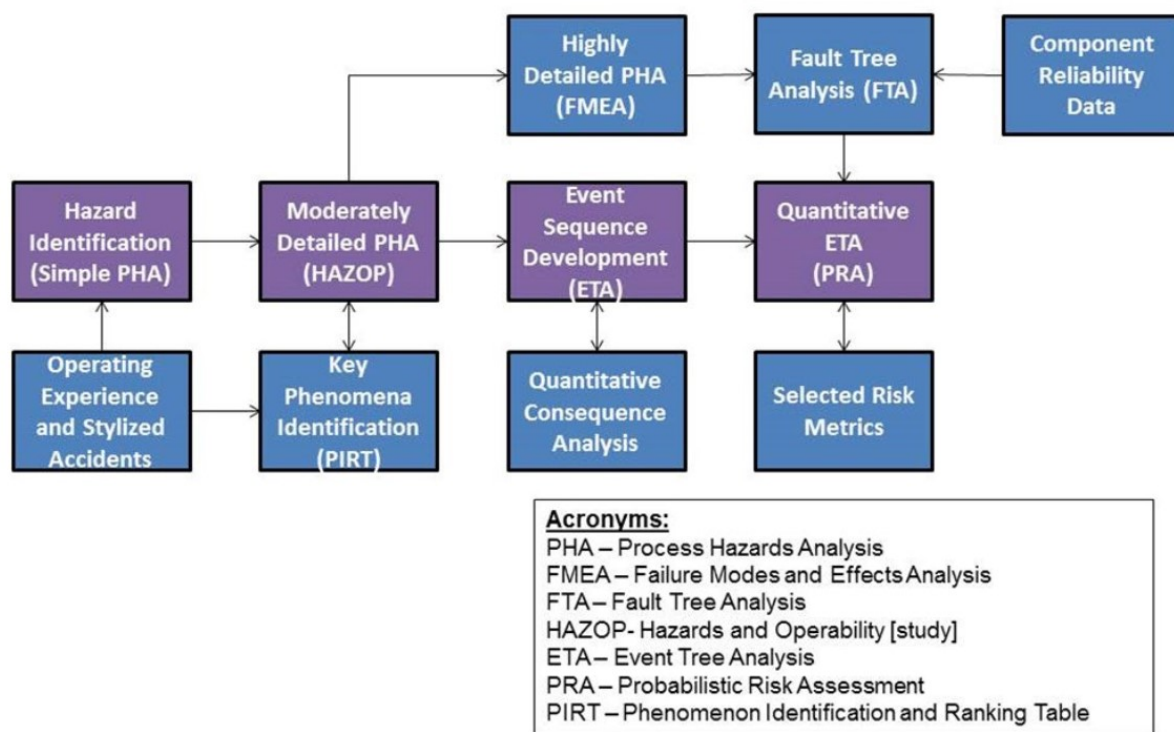 Highly
Detailed PHA
(FMEA)
Fault Tree
Analysis (FTA)
Component
Reliability
Data
Hazard
Identification
(Simple PHA)
Moderately
Detailed PHA
(HAZOP)
Event
Sequence
Development
(ETA)
Quantitative
ETA
(PRA)
Operating
Experience
and Stylized
Accidents
Key
Phenomena
Identification
(PIRT)
Quantitative
Consequence
Analysis
Selected Risk
Metrics
Acronyms:
PHA – Process Hazards Analysis
FMEA – Failure Modes and Effects Analysis
FTA – Fault Tree Analysis
HAZOP- Hazards and Operability [study]
ETA – Event Tree Analysis
PRA – Probabilistic Risk Assessment
PIRT – Phenomenon Identification and Ranking Table